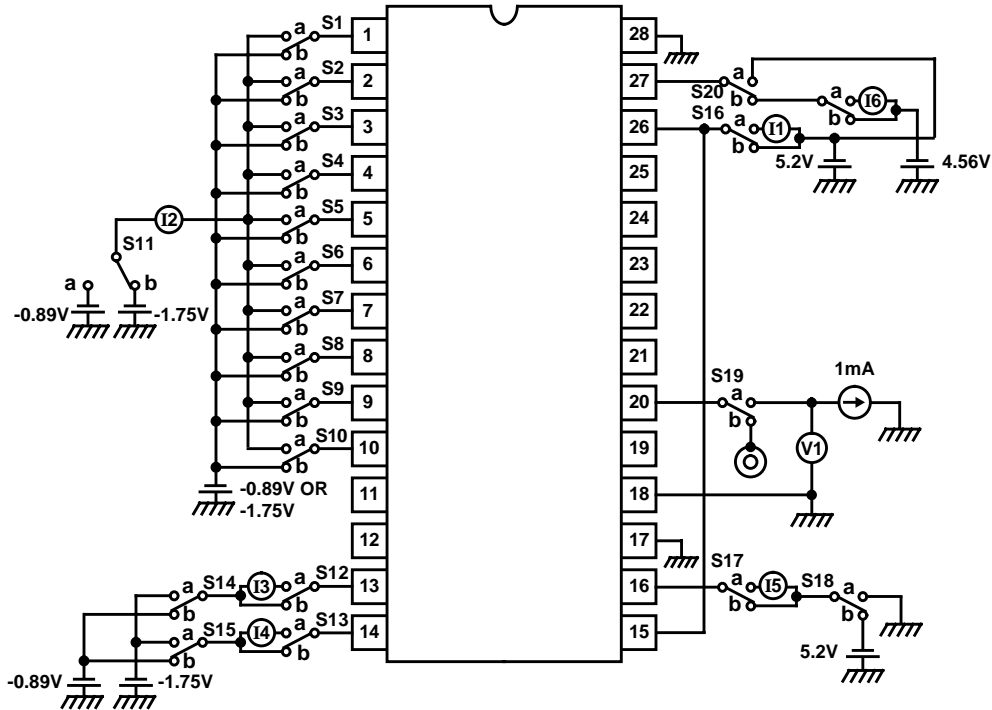 a S1 1
b
a S2 2
b
a S3 3
b
a S4 4
b
a S5 5
b
a S6 6
b
a S7 7
b
a S8 8
b
a S9 9
b
a S10 10
b
I2
S11
a b
-0.89V -1.75V
-0.89V OR
-1.75V
11
12
a S14 I3 a S12 13
b b
a S15 I4 a S13 14
b b
-0.89V -1.75V
28
27 a
S20 b a I6
b
26 S16 a I1
b
5.2V 4.56V
25
24
23
22
21
20 S19 a 1mA
b
V1
19
18
17
16 S17 a I5 S18 a
b b
5.2V
15